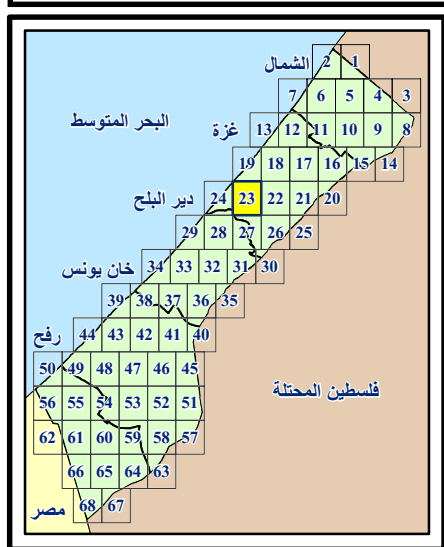 الشمال
2 1
7 6 5 4 3
البحر المتوسط
غزة
13 12 11 10 9 8
19 18 17 16 15 14
دير البلح
24 23 22 21 20
29 28 27 26 25
خان يونس
34 33 32 31 30
39 38 37 36 35
رفح
44 43 42 41 40
50 49 48 47 46 45
فلسطين المحتلة
56 55 54 53 52 51
62 61 60 59 58 57
66 65 64 63
مصر
68 67